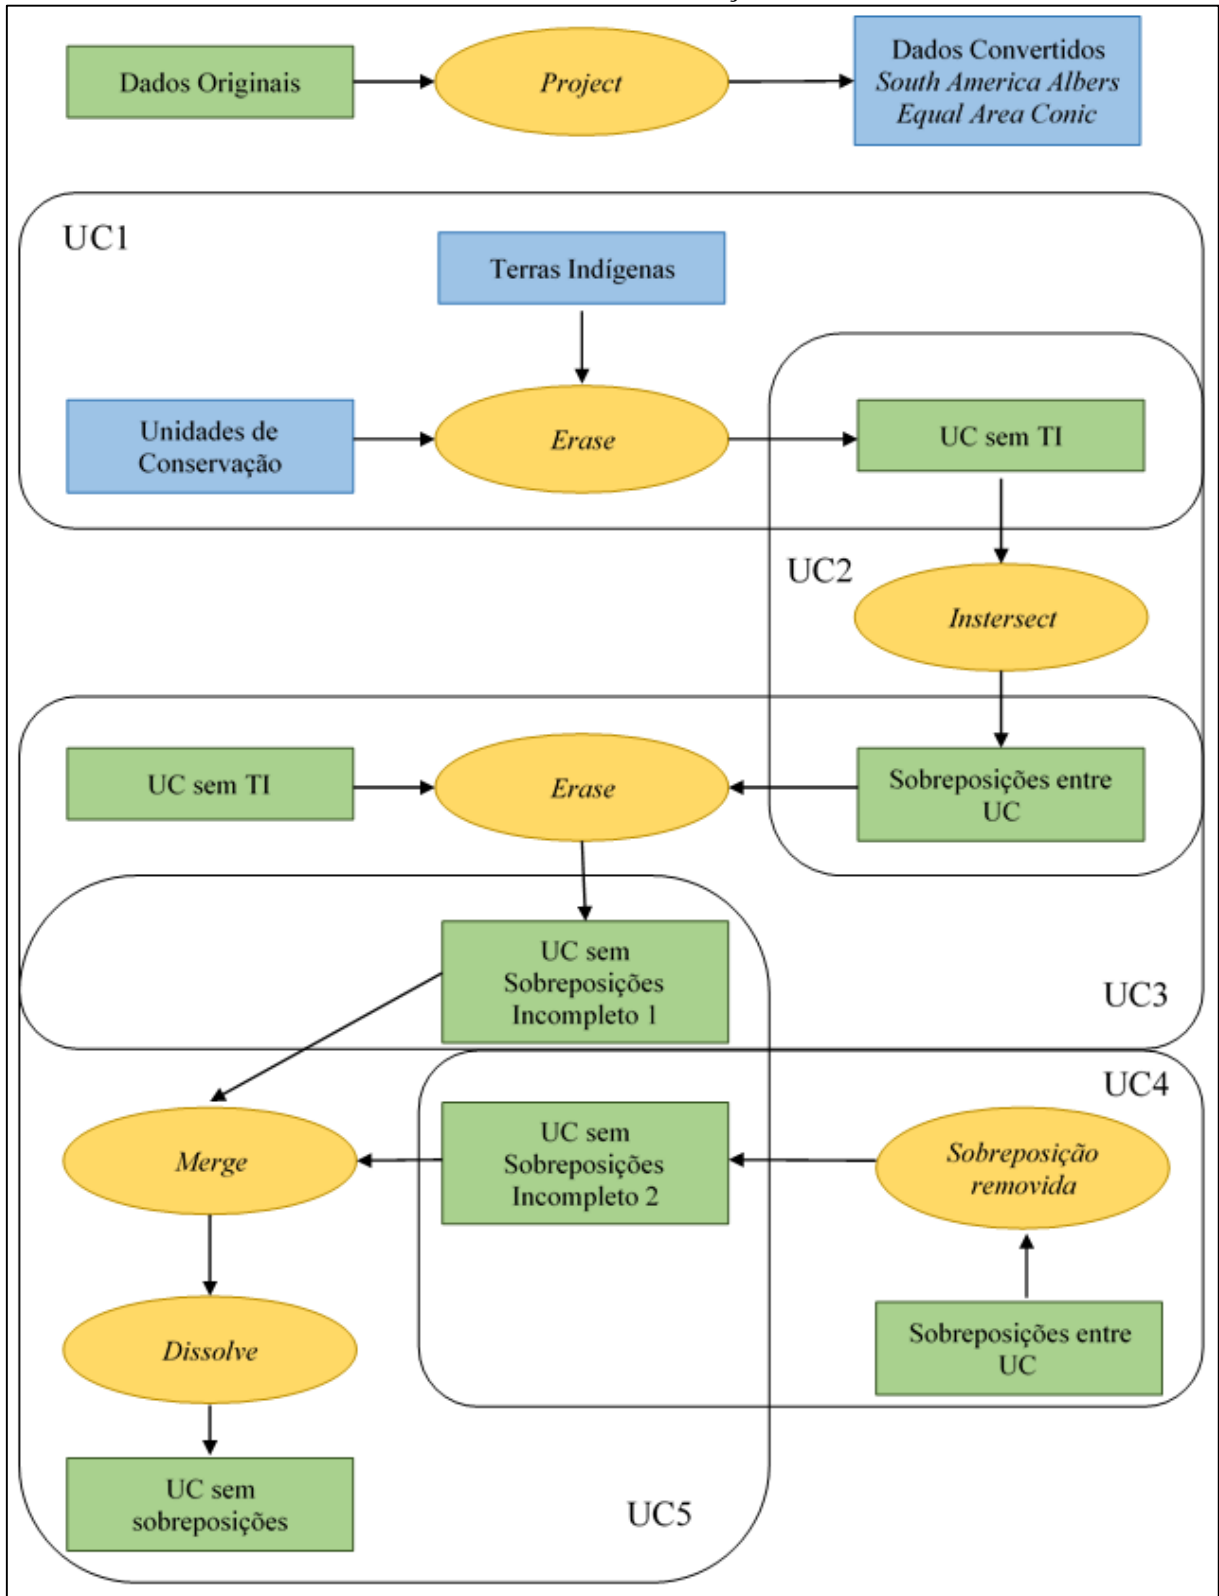 Dados Originais
Project
Dados Convertidos
South America Albers
Equal Area Conic
UC1
Terras Indígenas
Unidades de
Conservação
Erase
UC sem TI
UC2
Instersect
UC sem TI
Erase
Sobreposições entre
UC
UC sem
Sobreposições
Incompleto 1
UC3
UC4
Merge
UC sem
Sobreposições
Incompleto 2
Sobreposição
removida
Dissolve
Sobreposições entre
UC
UC sem
sobreposições
UC5